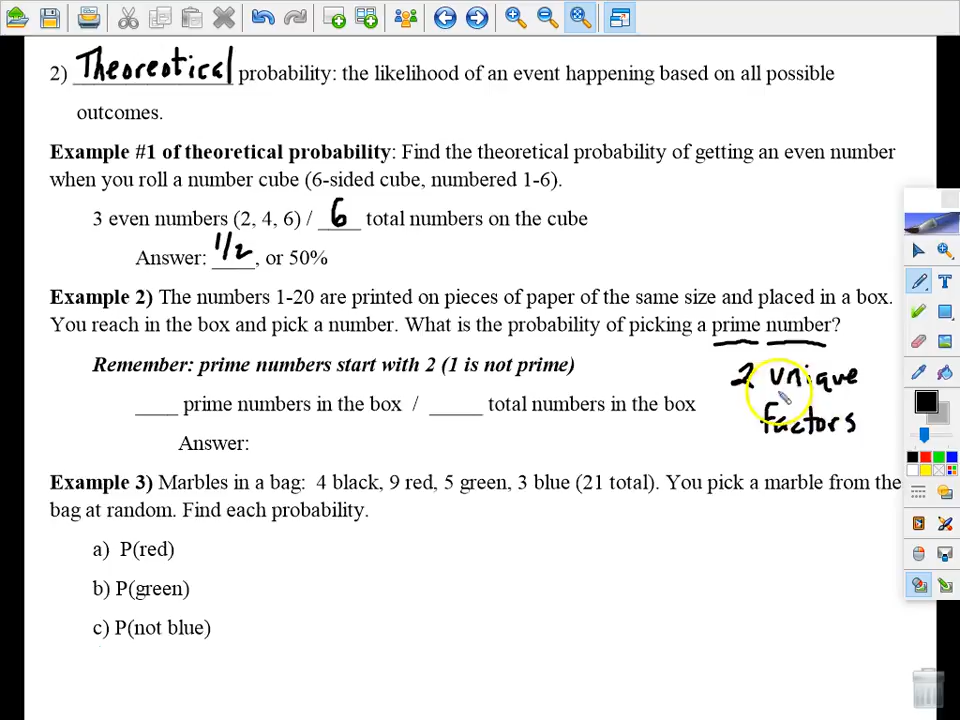 2) Theoretical probability: the likelihood of an event happening based on all possible
outcomes.
Example #1 of theoretical probability: Find the theoretical probability of getting an even number
when you roll a number cube (6-sided cube, numbered 1-6).
3 even numbers (2, 4, 6) / 6 total numbers on the cube
Answer: 1/2, or 50%
Example 2) The numbers 1-20 are printed on pieces of paper of the same size and placed in a box.
You reach in the box and pick a number. What is the probability of picking a prime number?
Remember: prime numbers start with 2 (1 is not prime)
2 unique
____ prime numbers in the box / _____ total numbers in the box
factors
Answer:
Example 3) Marbles in a bag: 4 black, 9 red, 5 green, 3 blue (21 total). You pick a marble from the
bag at random. Find each probability.
a) P(red)
b) P(green)
c) P(not blue)